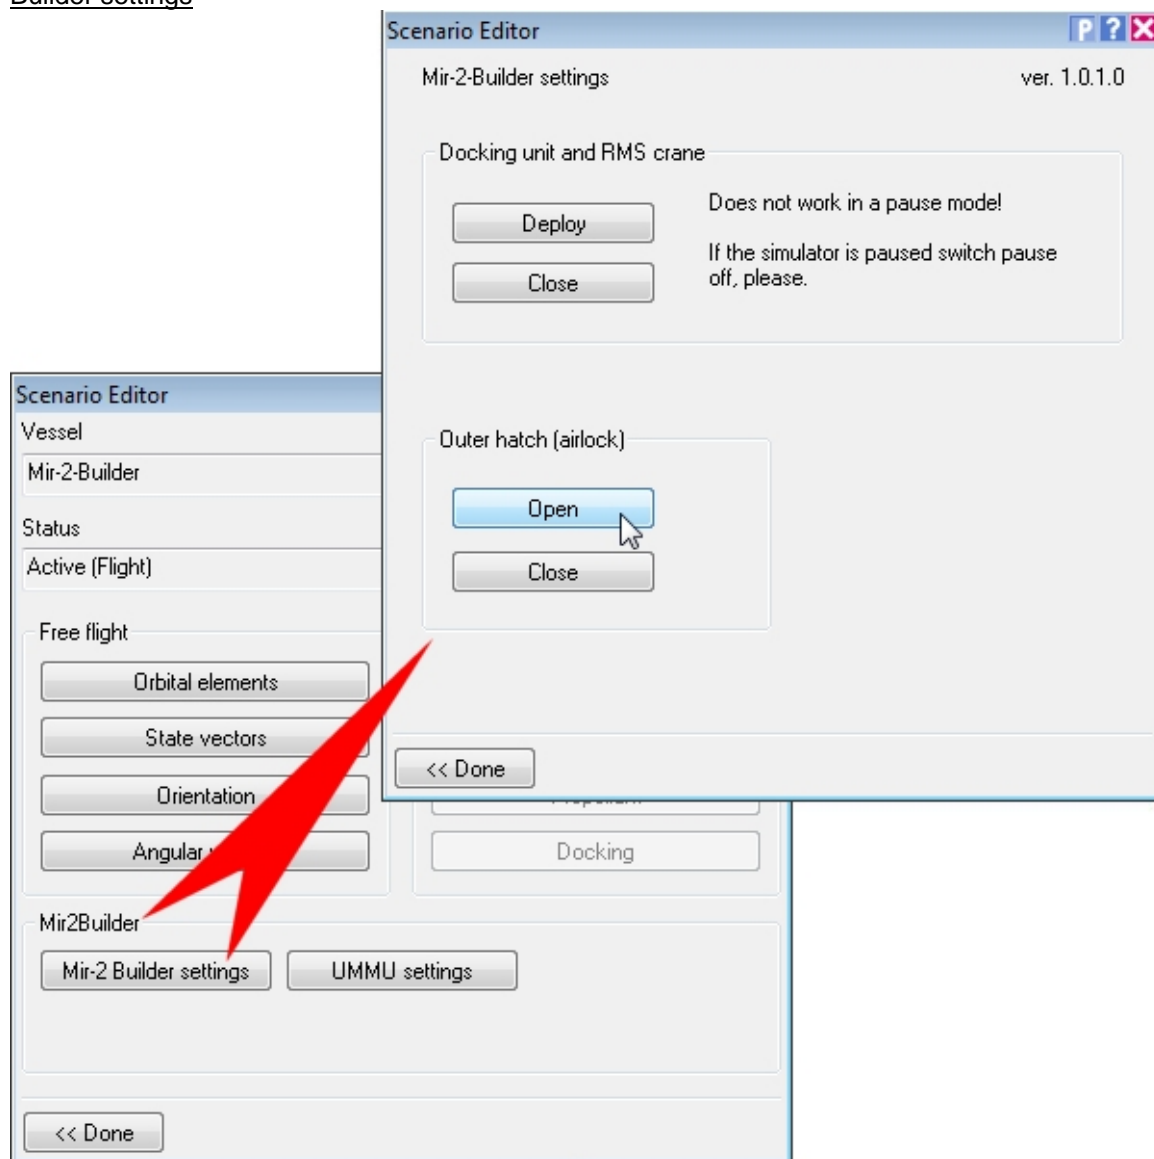 Builder settings
Scenario Editor
P ? X
Mir-2-Builder settings ver. 1.0.1.0
Docking unit and RMS crane
Deploy
Close
Does not work in a pause mode!
If the simulator is paused switch pause
off, please.
Outer hatch (airlock)
Open
Close
<< Done
Scenario Editor
Vessel
Mir-2-Builder
Status
Active (Flight)
Free flight
Orbital elements
State vectors
Orientation
Angular
Docking
Mir2Builder
Mir-2 Builder settings
UMMU settings
<< Done